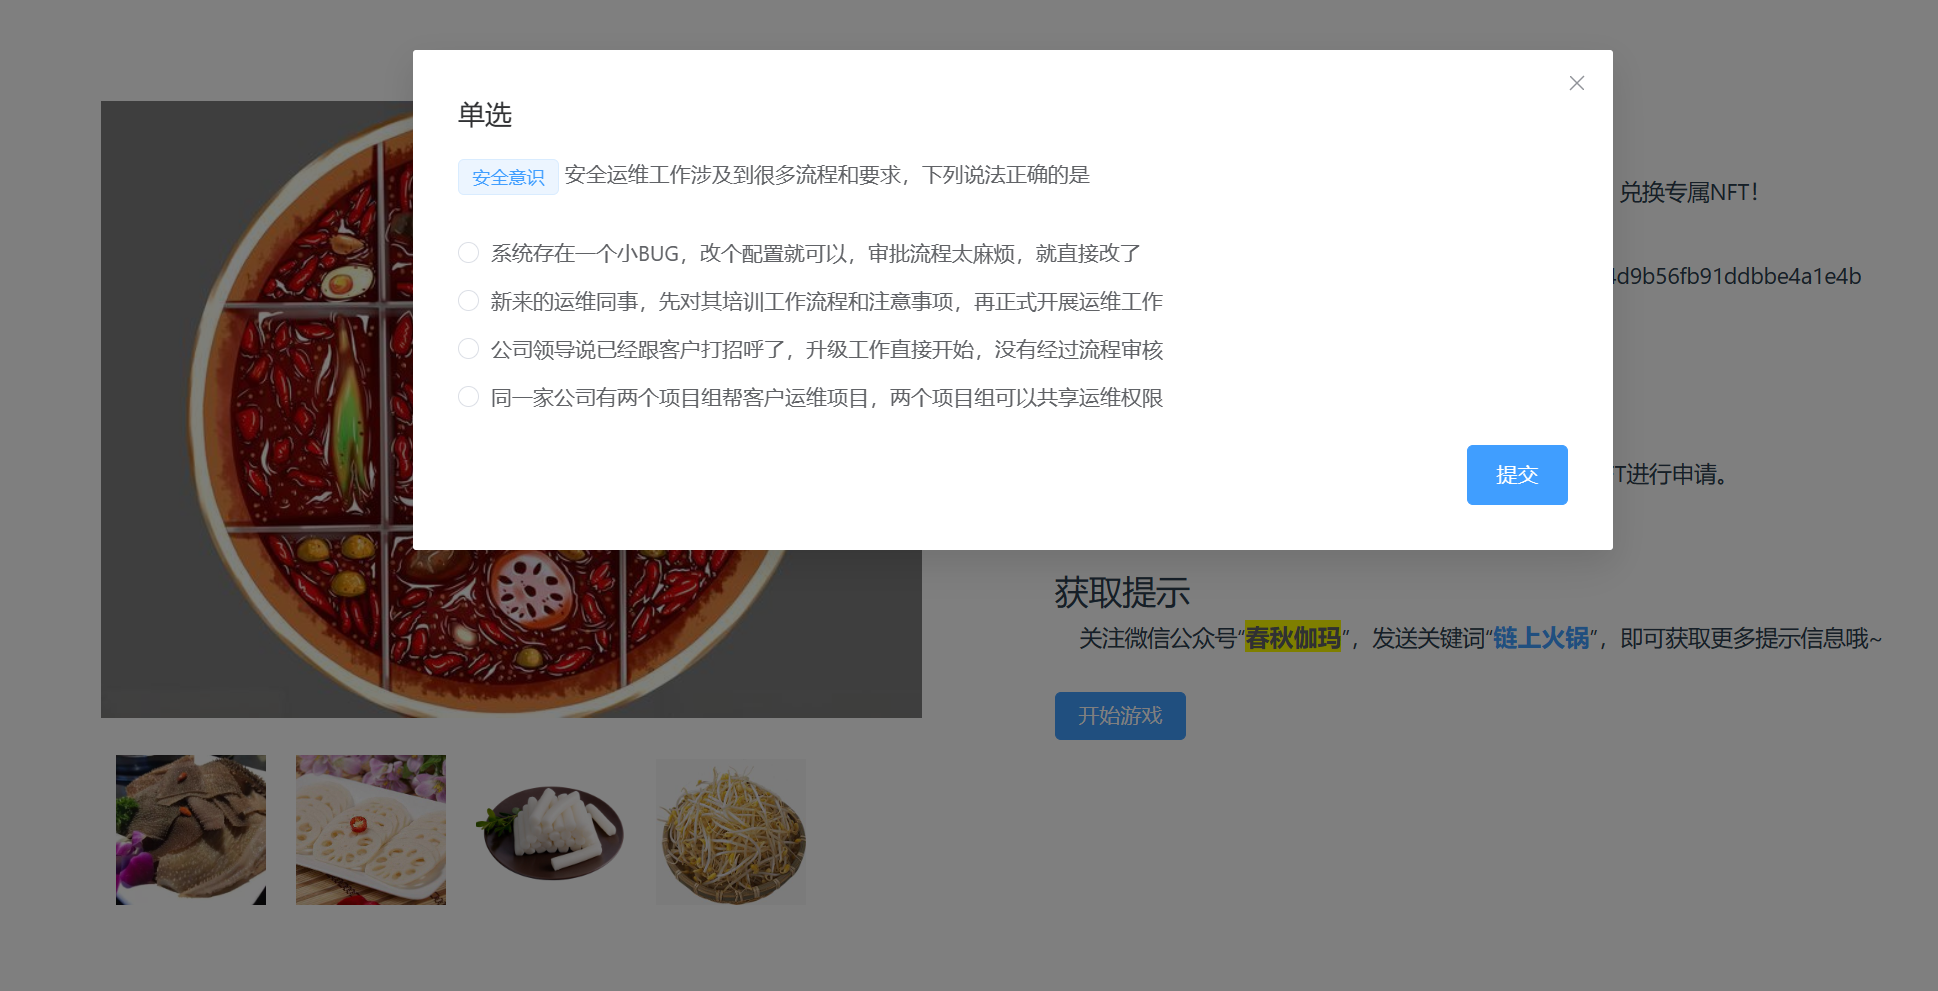 单选
安全意识 安全运维工作涉及到很多流程和要求，下列说法正确的是
系统存在一个小BUG，改个配置就可以，审批流程太麻烦，就直接改了
新来的运维同事，先对其培训工作流程和注意事项，再正式开展运维工作
公司领导说已经跟客户打招呼了，升级工作直接开始，没有经过流程审核
同一家公司有两个项目组帮客户运维项目，两个项目组可以共享运维权限
提交
兑换专属NFT！
4d9b56fb91ddbbe4a1e4b
T进行申请。
获取提示
关注微信公众号“春秋伽玛”，发送关键词“链上火锅”，即可获取更多提示信息哦~
开始游戏